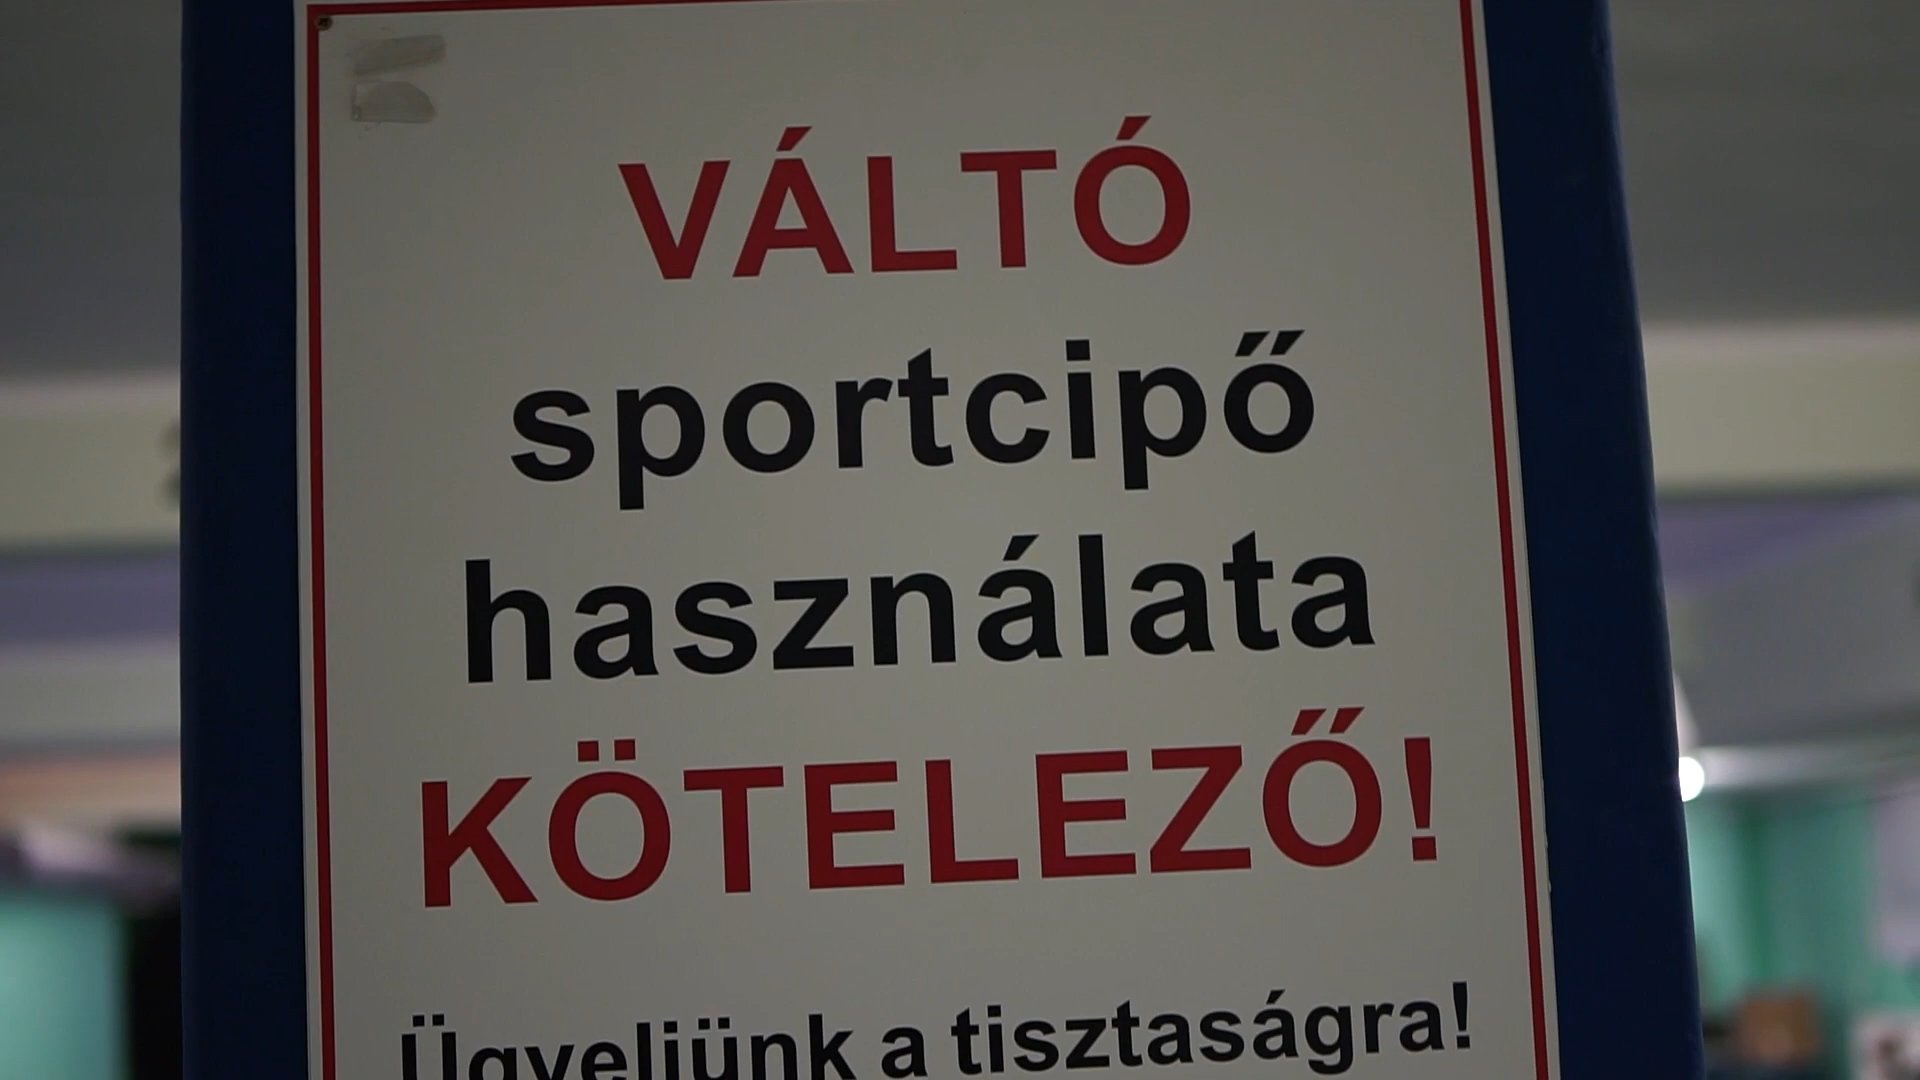 VÁLTÓ
sportcipő
használata
KÖTELEZŐ!
Ügyeljünk a tisztaságra!